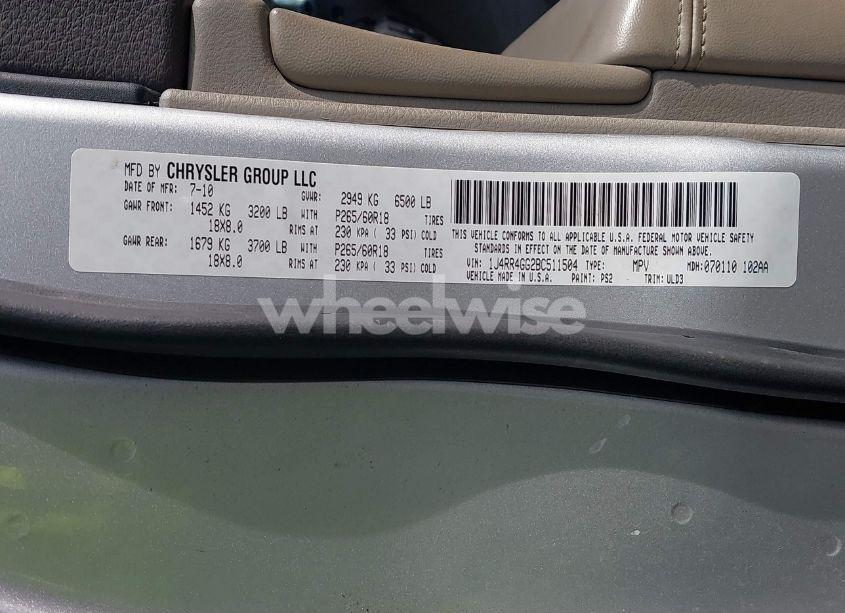 MFD BY CHRYSLER GROUP LLC
DATE OF MFR: 7-10 GVWR: 2949 KG 6500 LB
GAWR FRONT: 1452 KG 3200 LB WITH P265/60R18 TIRES
18X8.0 RIMS AT 230 KPA ( 33 PSI) COLD
GAWR REAR: 1679 KG 3700 LB WITH P265/60R18 TIRES
18X8.0 RIMS AT 230 KPA ( 33 PSI) COLD
THIS VEHICLE CONFORMS TO ALL APPLICABLE U.S.A. FEDERAL MOTOR VEHICLE SAFETY
STANDARDS IN EFFECT ON THE DATE OF MANUFACTURE SHOWN ABOVE.
VIN: 1J4RR4GG2BC511504 TYPE: MPV MDH: 070110 102AA
VEHICLE MADE IN U.S.A. PAINT: PS2 TRIM: ULD3
wheelwise